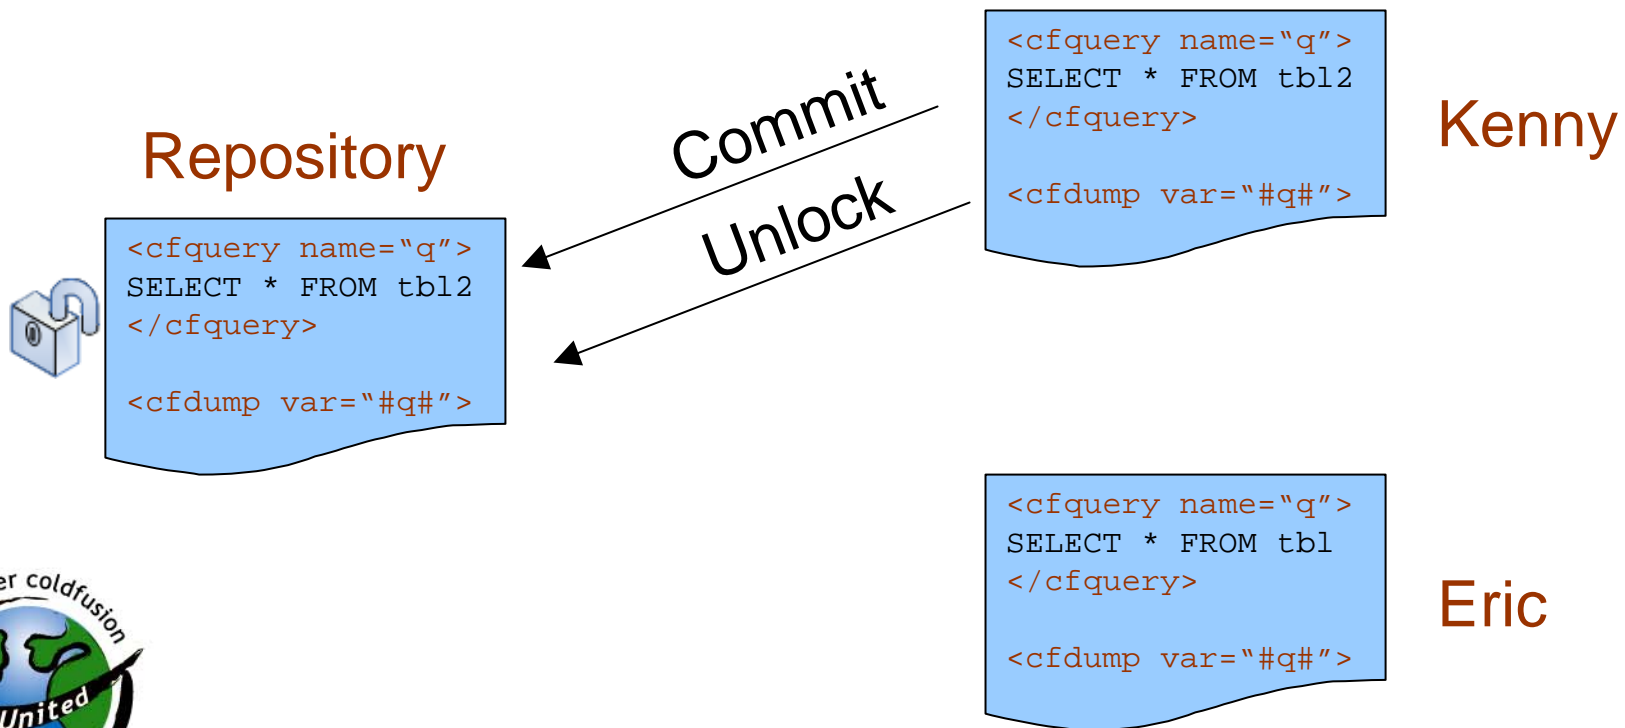 Repository
<cfquery name=“q”>
SELECT * FROM tbl2
</cfquery>
<cfdump var=“#q#”>
Commit
Unlock
<cfquery name=“q”>
SELECT * FROM tbl2
</cfquery>
<cfdump var=“#q#”>
Kenny
<cfquery name=“q”>
SELECT * FROM tbl
</cfquery>
<cfdump var=“#q#”>
Eric
coldfusion
United